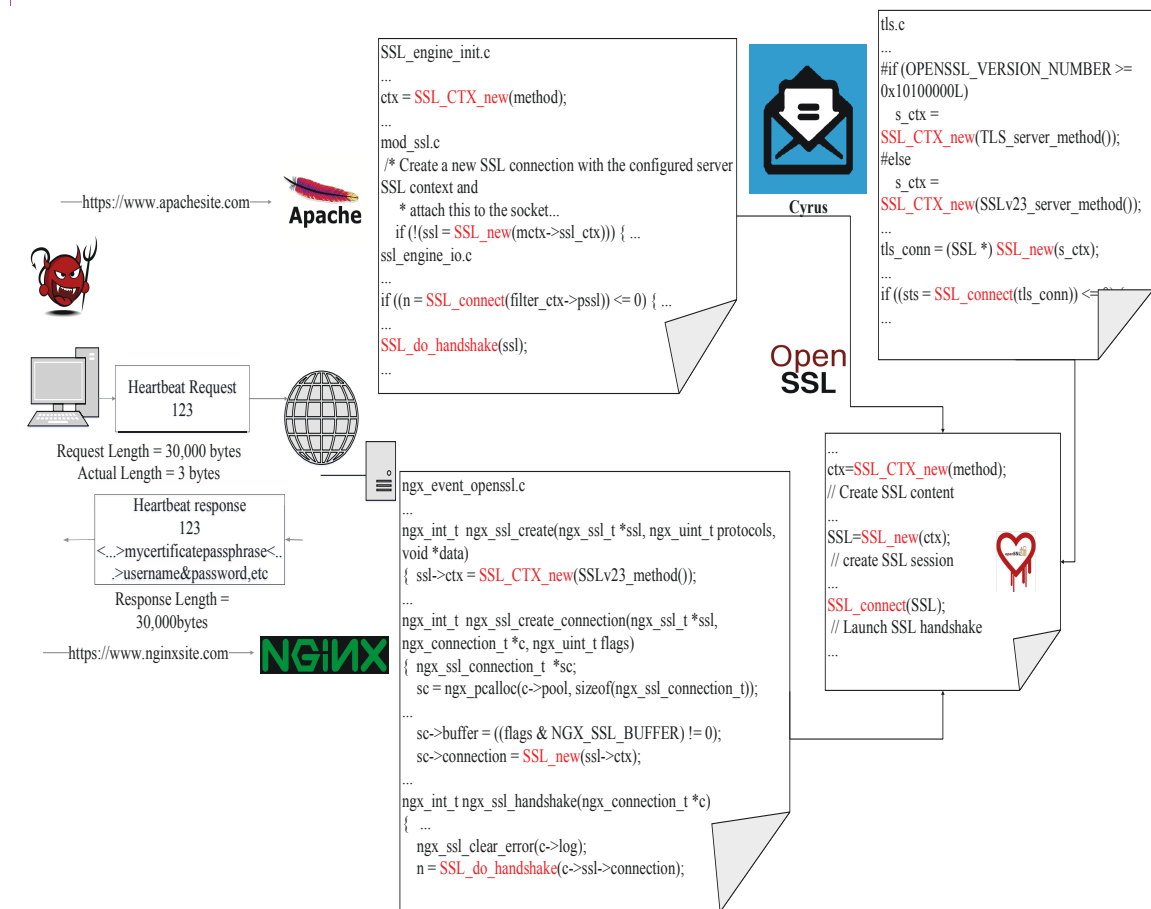 SSL_engine_init.c
...
ctx = SSL_CTX_new(method);
...
mod_ssl.c
/* Create a new SSL connection with the configured server
SSL context and
* attach this to the socket...
if (!(ssl = SSL_new(mctx->ssl_ctx))) { ...
ssl_engine_io.c
...
if ((n = SSL_connect(filter_ctx->pssl)) <= 0) { ...
...
SSL_do_handshake(ssl);
...
Cyrus
tls.c
...
#if (OPENSSL_VERSION_NUMBER >=
0x10100000L)
s_ctx =
SSL_CTX_new(TLS_server_method());
#else
s_ctx =
SSL_CTX_new(SSLv23_server_method());
...
tls_conn = (SSL *) SSL_new(s_ctx);
...
if ((sts = SSL_connect(tls_conn)) <=
...
https://www.apachesite.com
Apache
Heartbeat Request
123
Request Length = 30,000 bytes
Actual Length = 3 bytes
Heartbeat response
123
<...>mycertificatepassphrase<..
.>username&password,etc
Response Length =
30,000bytes
https://www.nginxsite.com
NGiNX
Open
SSL
ngx_event_openssl.c
...
ngx_int_t ngx_ssl_create(ngx_ssl_t *ssl, ngx_uint_t protocols,
void *data)
{ ssl->ctx = SSL_CTX_new(SSLv23_method());
...
ngx_int_t ngx_ssl_create_connection(ngx_ssl_t *ssl,
ngx_connection_t *c, ngx_uint_t flags)
{ ngx_ssl_connection_t *sc;
sc = ngx_pcalloc(c->pool, sizeof(ngx_ssl_connection_t));
...
sc->buffer = ((flags & NGX_SSL_BUFFER) != 0);
sc->connection = SSL_new(ssl->ctx);
...
ngx_int_t ngx_ssl_handshake(ngx_connection_t *c)
{ ...
ngx_ssl_clear_error(c->log);
n = SSL_do_handshake(c->ssl->connection);
...
ctx=SSL_CTX_new(method);
// Create SSL content
...
SSL=SSL_new(ctx);
// create SSL session
...
SSL_connect(SSL);
// Launch SSL handshake
...